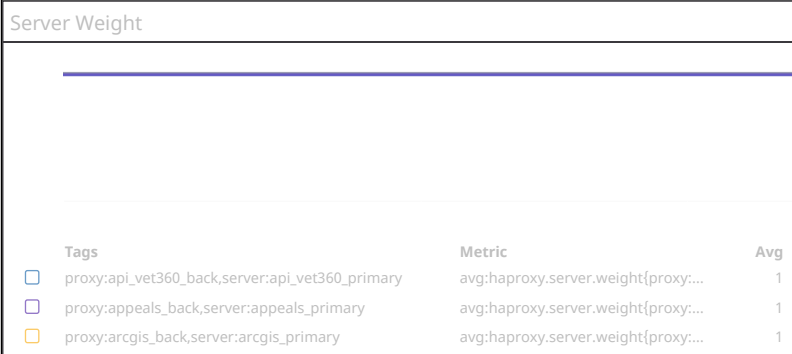 Server Weight
Tags Metric Avg
proxy:api_vet360_back,server:api_vet360_primary avg:haproxy.server.weight{proxy:... 1
proxy:appeals_back,server:appeals_primary avg:haproxy.server.weight{proxy:... 1
proxy:arcgis_back,server:arcgis_primary avg:haproxy.server.weight{proxy:... 1